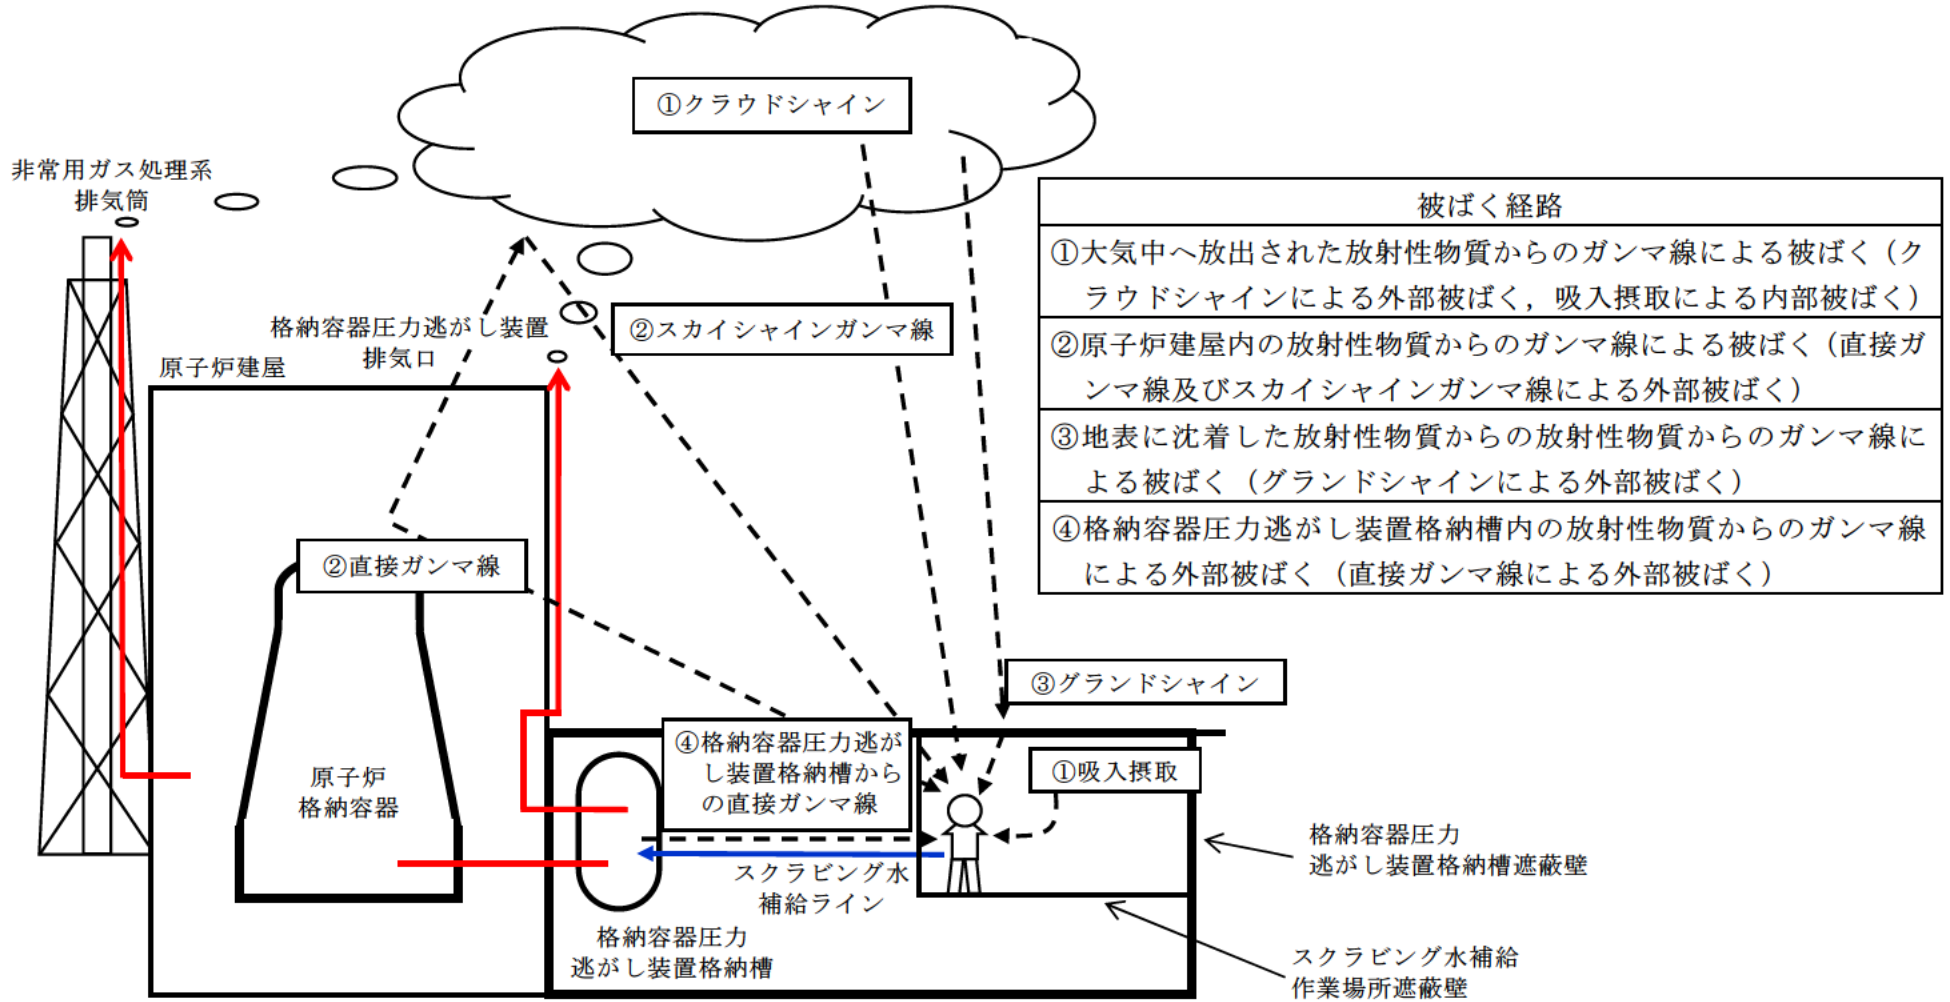 ①クラウドシャイン
非常用ガス処理系
排気筒
被ばく経路
①大気中へ放出された放射性物質からのガンマ線による被ばく（ク
ラウドシャインによる外部被ばく，吸入摂取による内部被ばく）
②原子炉建屋内の放射性物質からのガンマ線による被ばく（直接ガ
ンマ線及びスカイシャインガンマ線による外部被ばく）
③地表に沈着した放射性物質からの放射性物質からのガンマ線に
よる被ばく（グランドシャインによる外部被ばく）
④格納容器圧力逃がし装置格納槽内の放射性物質からのガンマ線
による外部被ばく（直接ガンマ線による外部被ばく）
格納容器圧力逃がし装置
排気口
②スカイシャインガンマ線
原子炉建屋
②直接ガンマ線
③グランドシャイン
④格納容器圧力逃が
し装置格納槽から
の直接ガンマ線
①吸入摂取
原子炉
格納容器
格納容器圧力
逃がし装置格納槽遮蔽壁
スクラビング水
補給ライン
格納容器圧力
逃がし装置格納槽
スクラビング水補給
作業場所遮蔽壁